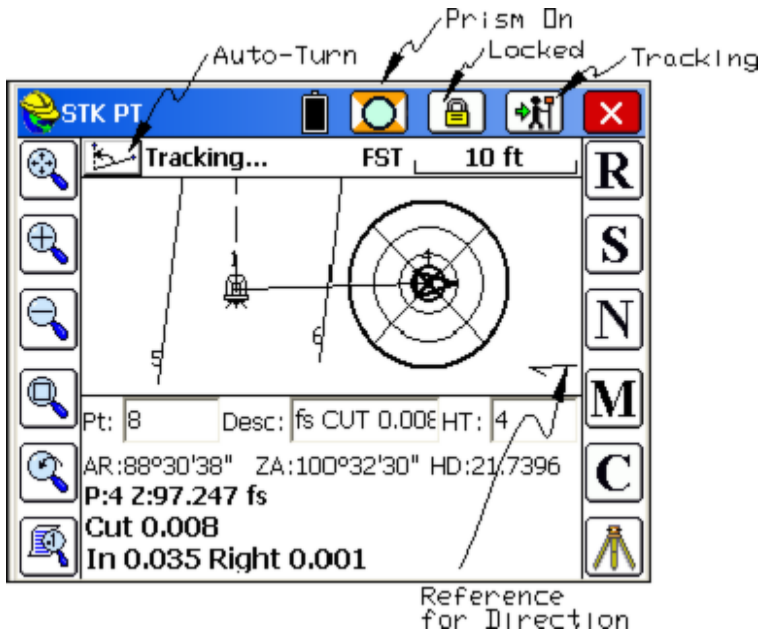 Prism On
Auto-Turn
Locked
Tracking
STK PT
Tracking... FST 10 ft
R
S
N
M
C
1
4
5
6
Pt: 8 Desc: fs CUT 0.008 HT: 4
AR:88°30'38" ZA:100°32'30" HD:21.7396
P:4 Z:97.247 fs
Cut 0.008
In 0.035 Right 0.001
Reference
for Direction